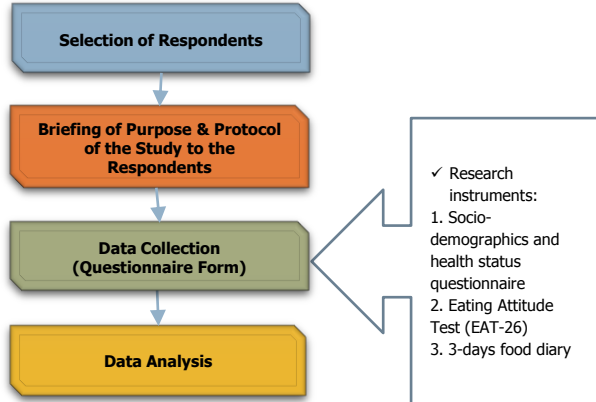 Selection of Respondents
Briefing of Purpose & Protocol
of the Study to the
Respondents
Data Collection
(Questionnaire Form)
Data Analysis
✓ Research
instruments:
1. Socio-
demographics and
health status
questionnaire
2. Eating Attitude
Test (EAT-26)
3. 3-days food diary